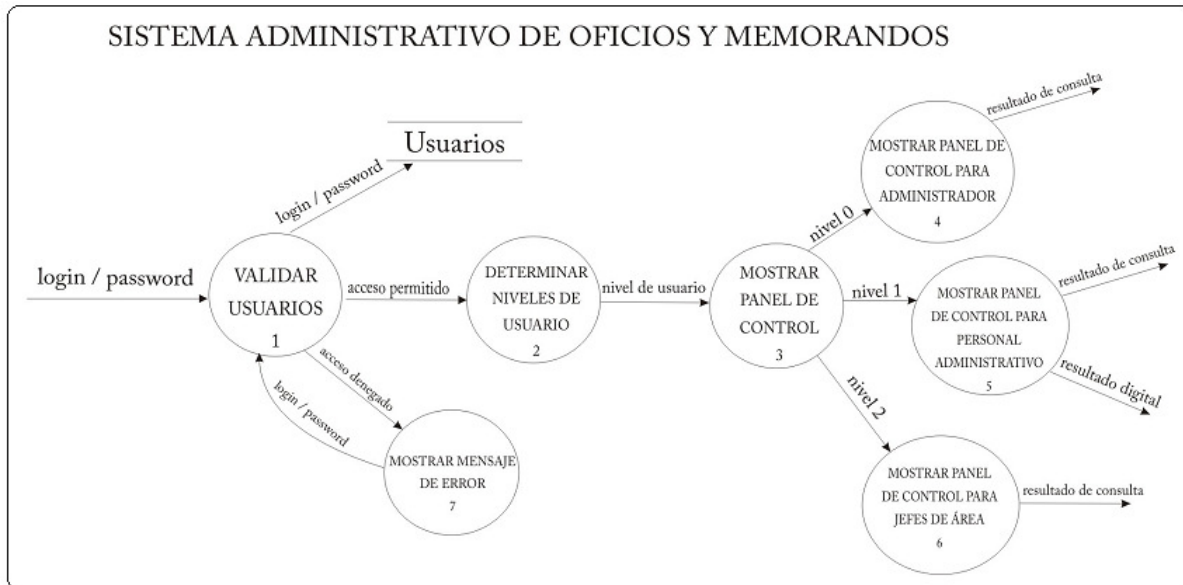 SISTEMA ADMINISTRATIVO DE OFICIOS Y MEMORANDOS
Usuarios
login / password
login / password
VALIDAR
USUARIOS
1
acceso permitido
DETERMINAR
NIVELES DE
USUARIO
2
nivel de usuario
MOSTRAR
PANEL DE
CONTROL
3
nivel 0
MOSTRAR PANEL DE
CONTROL PARA
ADMINISTRADOR
4
resultado de consulta
nivel 1
MOSTRAR PANEL
DE CONTROL PARA
PERSONAL
ADMINISTRATIVO
5
resultado de consulta
resultado digital
nivel 2
MOSTRAR PANEL
DE CONTROL PARA
JEFES DE ÁREA
6
resultado de consulta
acceso denegado
login / password
MOSTRAR MENSAJE
DE ERROR
7